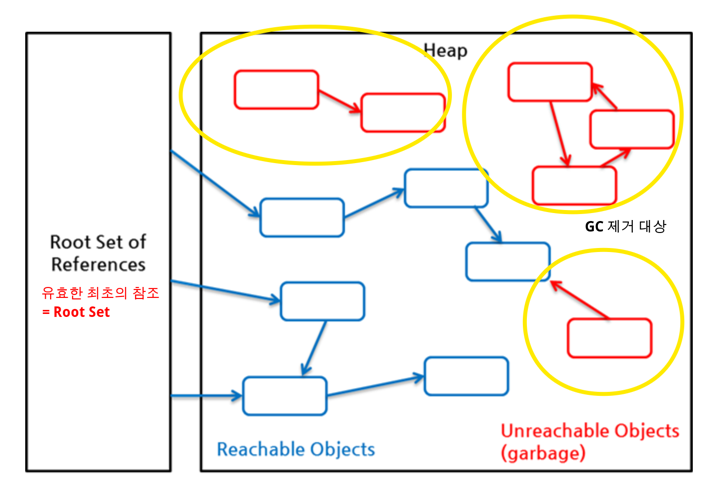 Heap
Root Set of
References
유효한 최초의 참조
= Root Set
GC 제거 대상
Reachable Objects
Unreachable Objects
(garbage)